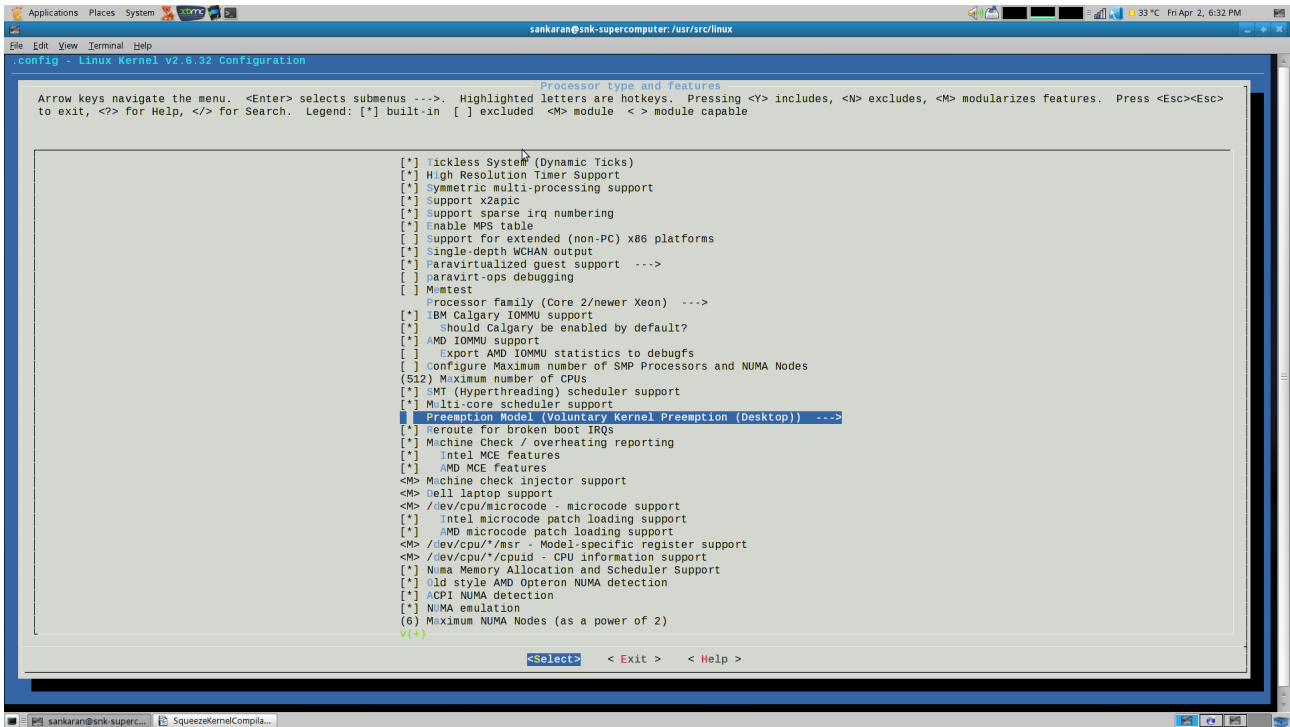 Applications Places System xbmc 33 °C Fri Apr 2, 6:32 PM
sankaran@snk-supercomputer: /usr/src/linux
File Edit View Terminal Help
.config - Linux Kernel v2.6.32 Configuration
Processor type and features
Arrow keys navigate the menu. <Enter> selects submenus --->. Highlighted letters are hotkeys. Pressing <Y> includes, <N> excludes, <M> modularizes features. Press <Esc><Esc>
to exit, <?> for Help, </> for Search. Legend: [*] built-in [ ] excluded <M> module < > module capable
[*] Tickless System (Dynamic Ticks)
[*] High Resolution Timer Support
[*] Symmetric multi-processing support
[*] Support x2apic
[*] Support sparse irq numbering
[*] Enable MPS table
[ ] Support for extended (non-PC) x86 platforms
[*] Single-depth WCHAN output
[*] Paravirtualized guest support --->
[ ] paravirt-ops debugging
[ ] Memtest
Processor family (Core 2/newer Xeon) --->
[*] IBM Calgary IOMMU support
[*] Should Calgary be enabled by default?
[*] AMD IOMMU support
[ ] Export AMD IOMMU statistics to debugfs
[ ] Configure Maximum number of SMP Processors and NUMA Nodes
(512) Maximum number of CPUs
[*] SMT (Hyperthreading) scheduler support
[*] Multi-core scheduler support
Preemption Model (Voluntary Kernel Preemption (Desktop)) --->
[*] Reroute for broken boot IRQs
[*] Machine Check / overheating reporting
[*] Intel MCE features
[*] AMD MCE features
<M> Machine check injector support
<M> Dell laptop support
<M> /dev/cpu/microcode - microcode support
[*] Intel microcode patch loading support
[*] AMD microcode patch loading support
<M> /dev/cpu/*/msr - Model-specific register support
<M> /dev/cpu/*/cpuid - CPU information support
[*] Numa Memory Allocation and Scheduler Support
[*] Old style AMD Opteron NUMA detection
[*] ACPI NUMA detection
[*] NUMA emulation
(6) Maximum NUMA Nodes (as a power of 2)
v(+)
<Select> < Exit > < Help >
sankaran@snk-superc... SqueezeKernelCompila...